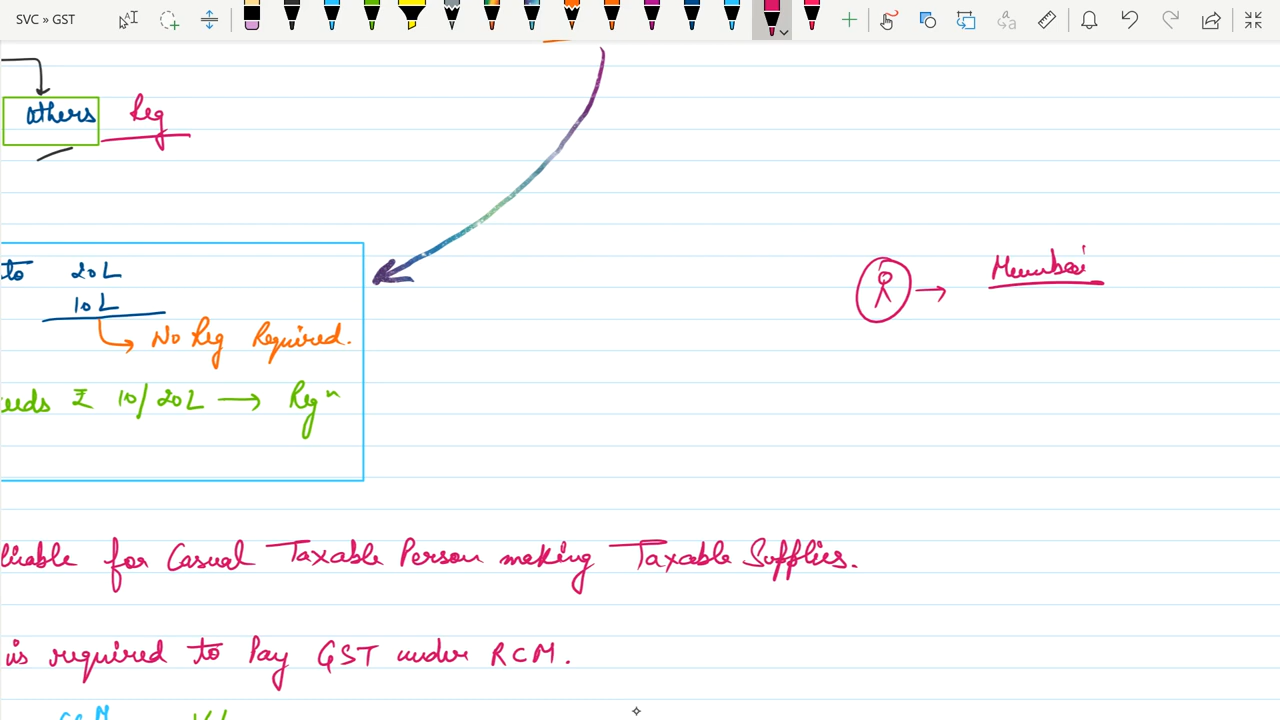 SVC » GST
others Reg
to 20L
10L
No Reg Required.
eeds ₹ 10/20L → Regⁿ
→ Mumbai
liable for Casual Taxable Person making Taxable Supplies.
is required to Pay GST under RCM.